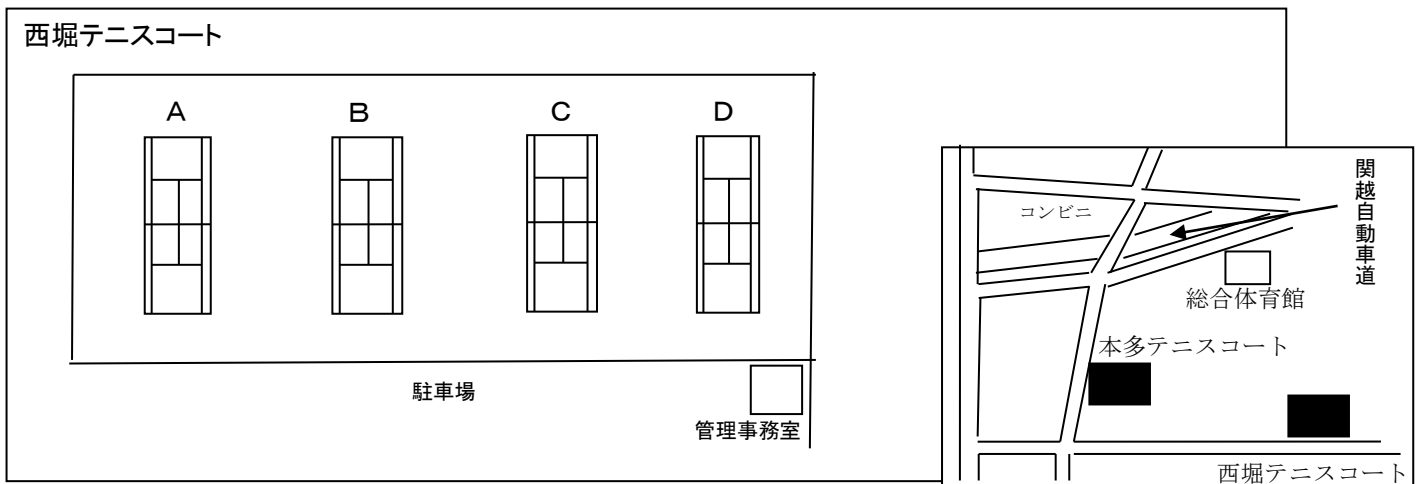 西堀テニスコート
A B C D
駐車場
管理事務室
関越自動車道
コンビニ
総合体育館
本多テニスコート
西堀テニスコート